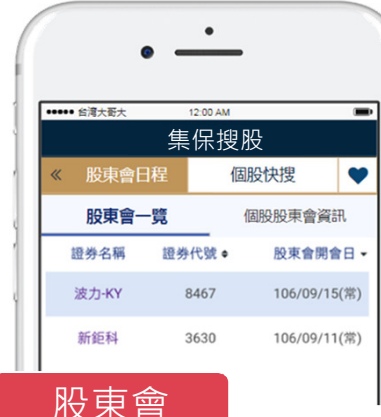 台灣大哥大 12:00 AM
集保搜股
« 股東會日程 個股快搜
股東會一覽 個股股東會資訊
證券名稱 證券代號 股東會開會日
波力-KY 8467 106/09/15(常)
新鉅科 3630 106/09/11(常)
股東會